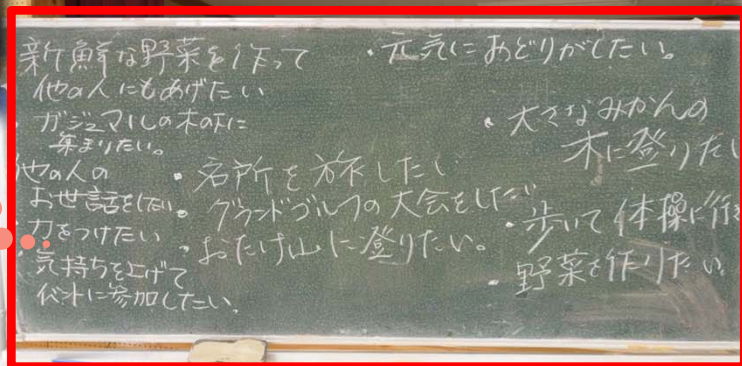 新鮮な野菜を作って
他の人にもあげたい
・ガジュマルの木の下に
集まりたい。
他の人の
お世話をしたい。
・力をつけたい
・気持ちを上げて
イベントに参加したい。
・元気におどりがしたい。
・名所を旅したい
・グランドゴルフの大会をしたい
・おたけ山に登りたい。
・大きなみかんの
木に登りたい
・歩いて体操に行き
・野菜を作りたい。